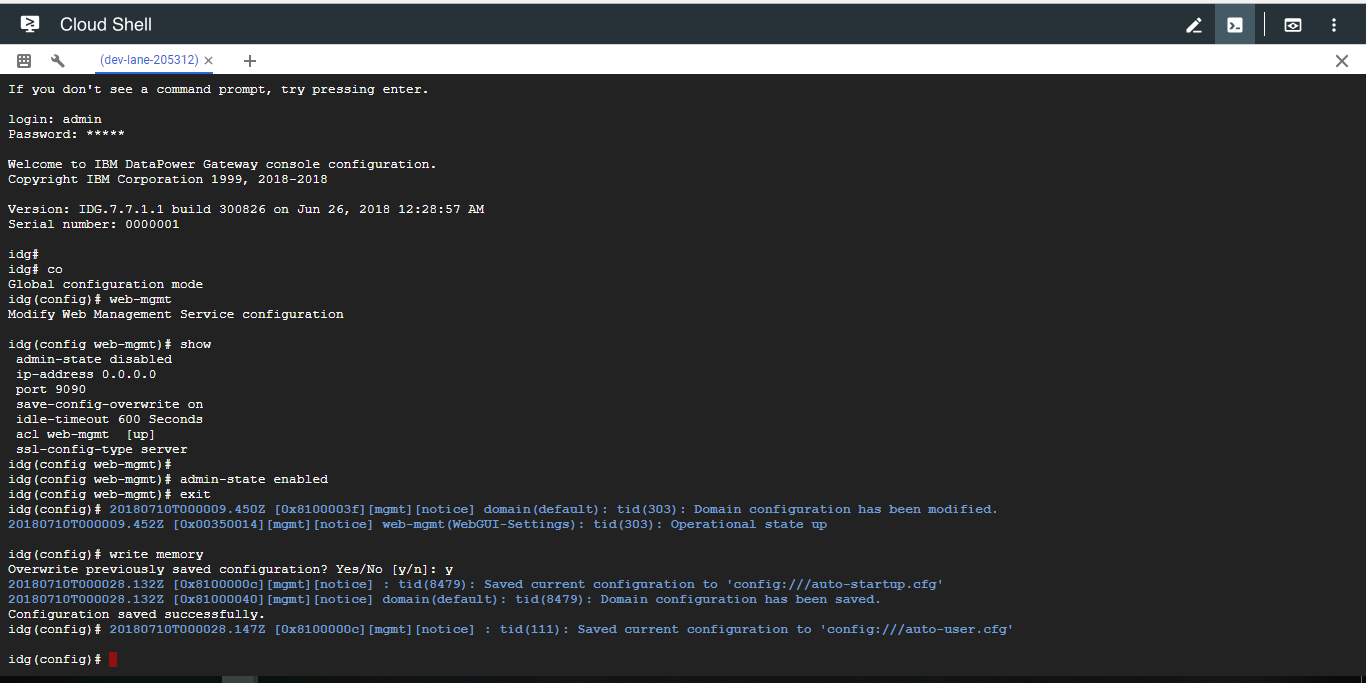 Cloud Shell
(dev-lane-205312)
If you don't see a command prompt, try pressing enter.
login: admin
Password: *****
Welcome to IBM DataPower Gateway console configuration.
Copyright IBM Corporation 1999, 2018-2018
Version: IDG.7.7.1.1 build 300826 on Jun 26, 2018 12:28:57 AM
Serial number: 0000001
idg#
idg# co
Global configuration mode
idg(config)# web-mgmt
Modify Web Management Service configuration
idg(config web-mgmt)# show
admin-state disabled
ip-address 0.0.0.0
port 9090
save-config-overwrite on
idle-timeout 600 Seconds
acl web-mgmt  [up]
ssl-config-type server
idg(config web-mgmt)#
idg(config web-mgmt)# admin-state enabled
idg(config web-mgmt)# exit
idg(config)# 20180710T000009.450Z [0x8100003f][mgmt][notice] domain(default): tid(303): Domain configuration has been modified.
20180710T000009.452Z [0x00350014][mgmt][notice] web-mgmt(WebGUI-Settings): tid(303): Operational state up
idg(config)# write memory
Overwrite previously saved configuration? Yes/No [y/n]: y
20180710T000028.132Z [0x8100000c][mgmt][notice] : tid(8479): Saved current configuration to 'config:///auto-startup.cfg'
20180710T000028.132Z [0x81000040][mgmt][notice] domain(default): tid(8479): Domain configuration has been saved.
Configuration saved successfully.
idg(config)# 20180710T000028.147Z [0x8100000c][mgmt][notice] : tid(111): Saved current configuration to 'config:///auto-user.cfg'
idg(config)#